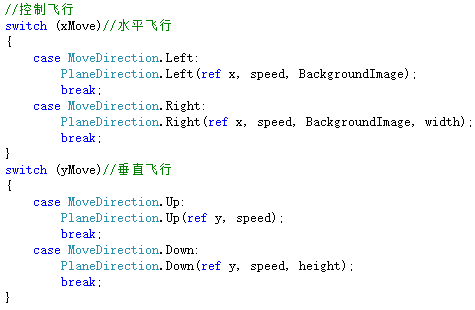 //控制飞行
switch (xMove)//水平飞行
{
    case MoveDirection.Left:
        PlaneDirection.Left(ref x, speed, BackgroundImage);
        break;
    case MoveDirection.Right:
        PlaneDirection.Right(ref x, speed, BackgroundImage, width);
        break;
}
switch (yMove)//垂直飞行
{
    case MoveDirection.Up:
        PlaneDirection.Up(ref y, speed);
        break;
    case MoveDirection.Down:
        PlaneDirection.Down(ref y, speed, height);
        break;
}